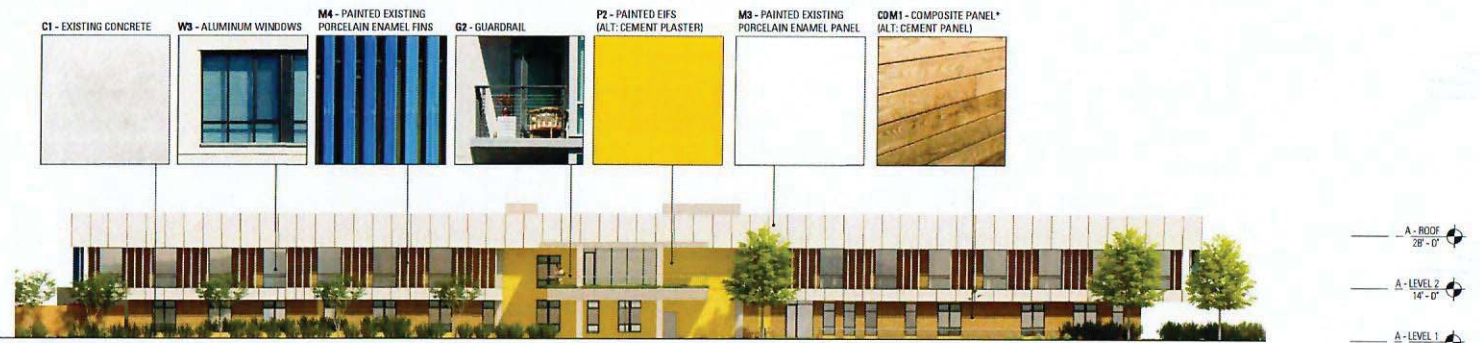 C1 - EXISTING CONCRETE
W3 - ALUMINUM WINDOWS
M4 - PAINTED EXISTING
PORCELAIN ENAMEL FINS
G2 - GUARDRAIL
P2 - PAINTED EIFS
(ALT: CEMENT PLASTER)
M3 - PAINTED EXISTING
PORCELAIN ENAMEL PANEL
COM1 - COMPOSITE PANEL*
(ALT: CEMENT PANEL)
A - ROOF
28' - 0"
A - LEVEL 2
14' - 0"
A - LEVEL 1